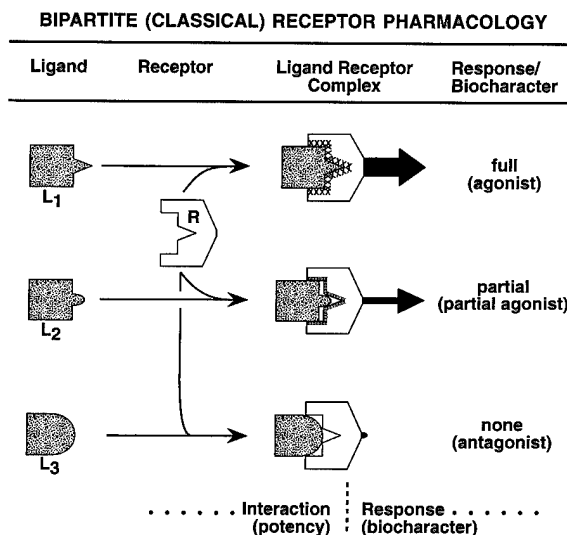 BIPARTITE (CLASSICAL) RECEPTOR PHARMACOLOGY
Ligand Receptor Ligand Receptor Complex Response/ Biocharacter
L1
full
(agonist)
R
L2
partial
(partial agonist)
L3
none
(antagonist)
Interaction
(potency)
Response
(biocharacter)